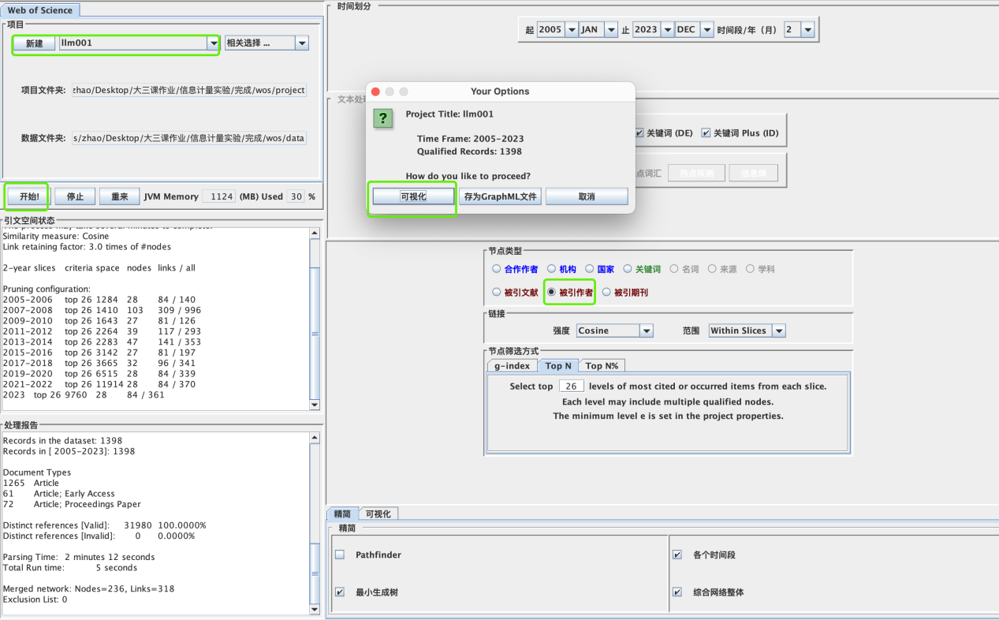 Web of Science
项目
新建 llm001 相关选择 ...
项目文件夹: zhao/Desktop/大三课作业/信息计量实验/完成/wos/project
数据文件夹: s/zhao/Desktop/大三课作业/信息计量实验/完成/wos/data
开始! 停止 重来 JVM Memory 1124 (MB) Used 30 %
引文空间状态
Similarity measure: Cosine
Link retaining factor: 3.0 times of #nodes
2-year slices criteria space nodes links / all
Pruning configuration:
2005-2006 top 26 1284 28 84 / 140
2007-2008 top 26 1410 103 309 / 996
2009-2010 top 26 1643 27 81 / 126
2011-2012 top 26 2264 39 117 / 293
2013-2014 top 26 2283 47 141 / 353
2015-2016 top 26 3142 27 81 / 197
2017-2018 top 26 3665 32 96 / 341
2019-2020 top 26 6515 28 84 / 339
2021-2022 top 26 11914 28 84 / 370
2023 top 26 9760 28 84 / 361
处理报告
Records in the dataset: 1398
Records in [ 2005-2023]: 1398
Document Types
1265 Article
61 Article; Early Access
72 Article; Proceedings Paper
Distinct references [Valid]: 31980 100.0000%
Distinct references [Invalid]: 0 0.0000%
Parsing Time: 2 minutes 12 seconds
Total Run time: 5 seconds
Merged network: Nodes=236, Links=318
Exclusion List: 0
时间划分
起 2005 JAN 止 2023 DEC 时间段/年（月） 2
文本处
关键词 (DE) 关键词 Plus (ID)
点词汇 热点探测 信息熵
Your Options
Project Title: llm001
Time Frame: 2005-2023
Qualified Records: 1398
How do you like to proceed?
可视化 存为GraphML文件 取消
节点类型
合作作者 机构 国家 关键词 名词 来源 学科
被引文献 被引作者 被引期刊
链接
强度 Cosine 范围 Within Slices
节点筛选方式
g-index Top N Top N%
Select top 26 levels of most cited or occurred items from each slice.
Each level may include multiple qualified nodes.
The minimum level e is set in the project properties.
精简 可视化
精简
Pathfinder 各个时间段
最小生成树 综合网络整体